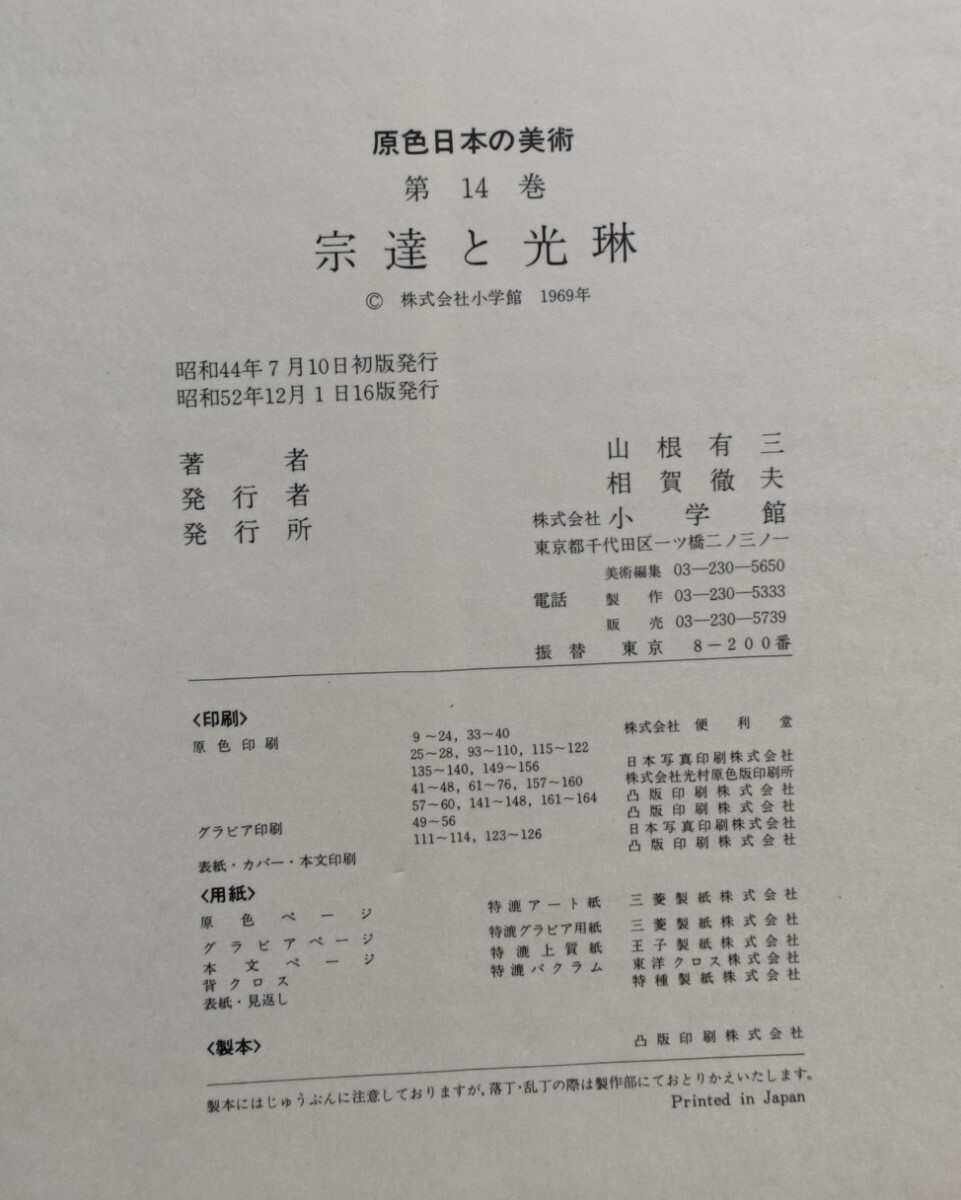 原色日本の美術
第 14 巻
宗達と光琳
© 株式会社小学館 1969年
昭和44年7月10日初版発行
昭和52年12月1日16版発行
著者 山根有三
発行者 相賀徹夫
発行所 株式会社 小学館
東京都千代田区一ツ橋二ノ三ノ一
美術編集 03―230―5650
電話 製作 03―230―5333
販売 03―230―5739
振替 東京 8－200番
〈印刷〉
原色印刷 9～24, 33～40 株式会社 便利堂
25～28, 93～110, 115～122
135～140, 149～156 日本写真印刷株式会社
41～48, 61～76, 157～160 株式会社光村原色版印刷所
57～60, 141～148, 161～164 凸版印刷株式会社
グラビア印刷 49～56 凸版印刷株式会社
111～114, 123～126 日本写真印刷株式会社
表紙・カバー・本文印刷 凸版印刷株式会社
〈用紙〉
原色ページ 特漉アート紙 三菱製紙株式会社
グラビアページ 特漉グラビア用紙 三菱製紙株式会社
本文ページ 特漉上質紙 王子製紙株式会社
背クロス 特漉バクラム 東洋クロス株式会社
表紙・見返し 特種製紙株式会社
〈製本〉 凸版印刷株式会社
製本にはじゅうぶんに注意しておりますが, 落丁・乱丁の際は製作部にておとりかえいたします。
Printed in Japan